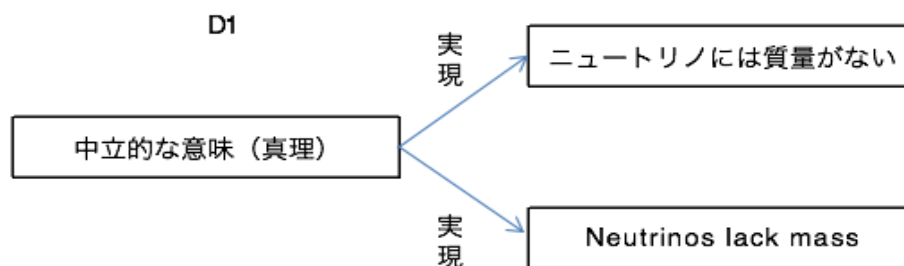 D1
実現
ニュートリノには質量がない
中立的な意味（真理）
実現
Neutrinos lack mass